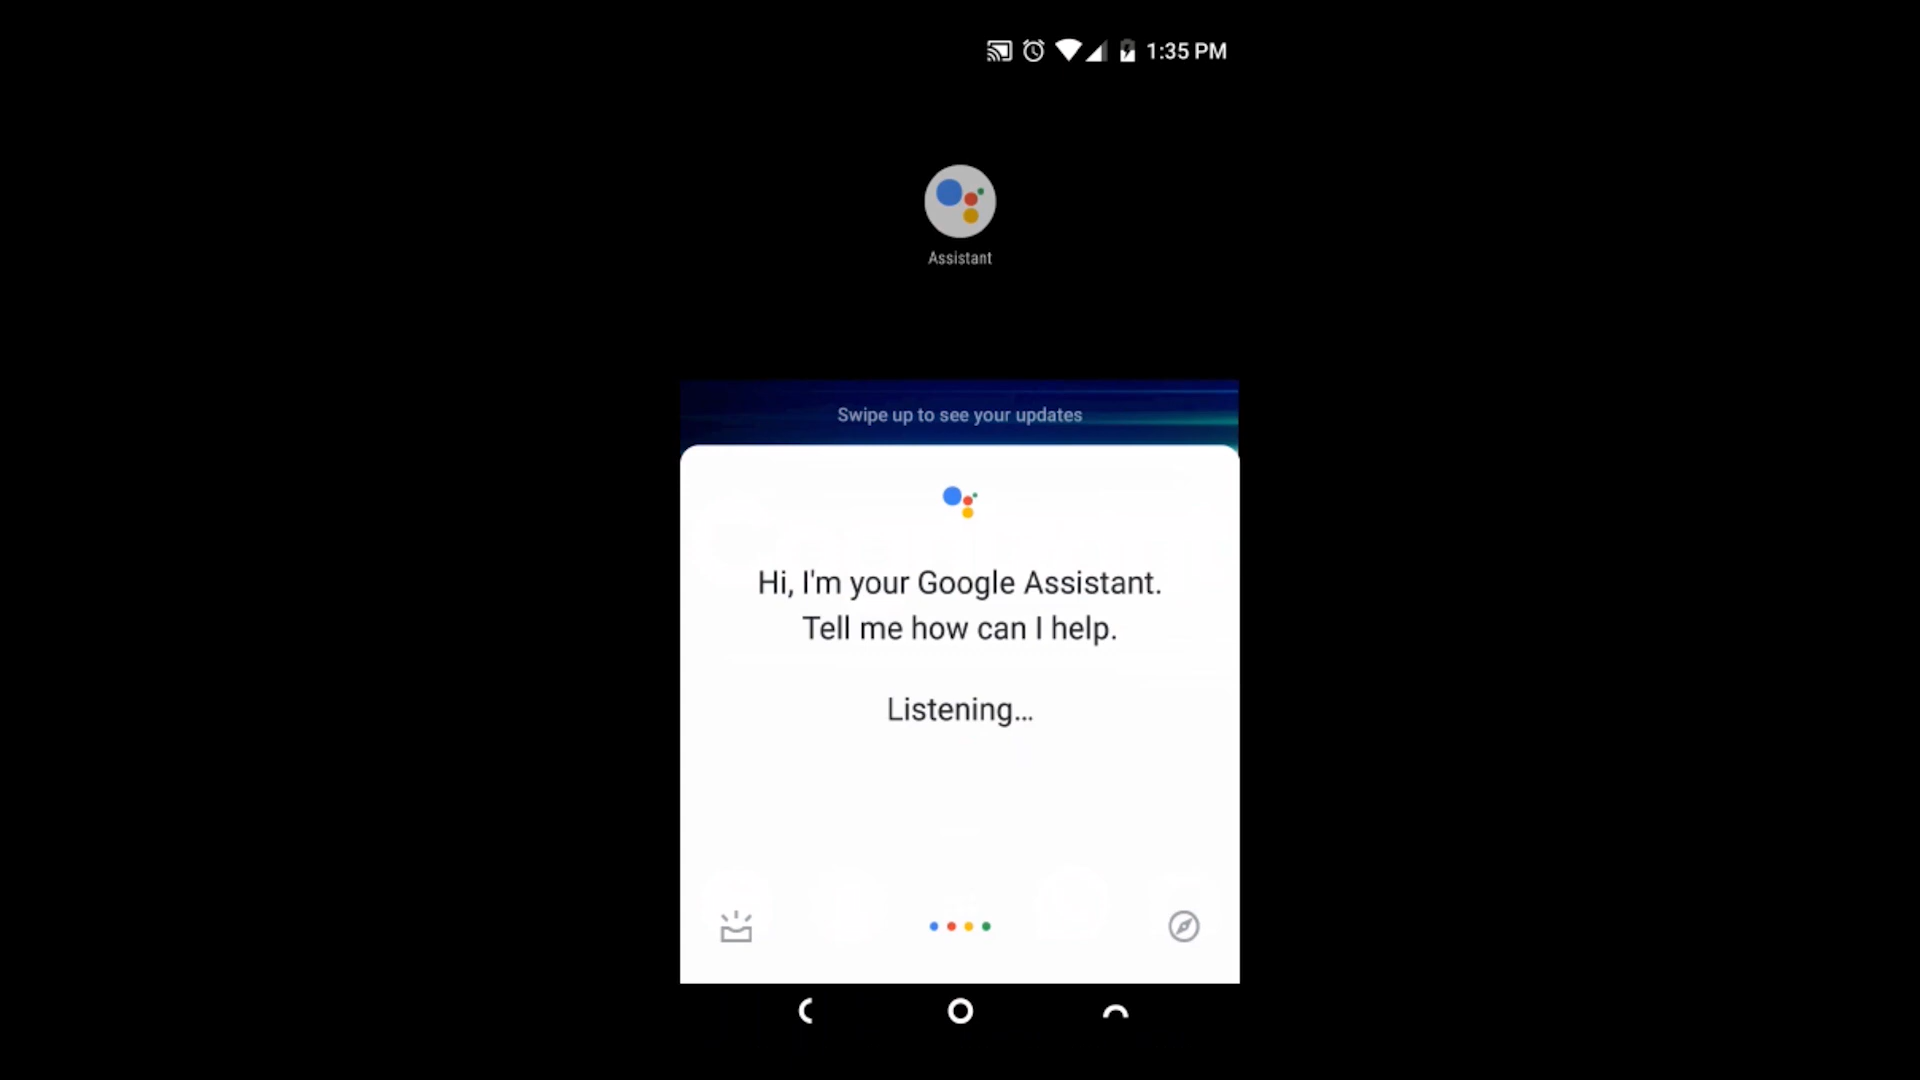 1:35 PM
Assistant
Swipe up to see your updates
Hi, I'm your Google Assistant.
Tell me how can I help.
Listening...